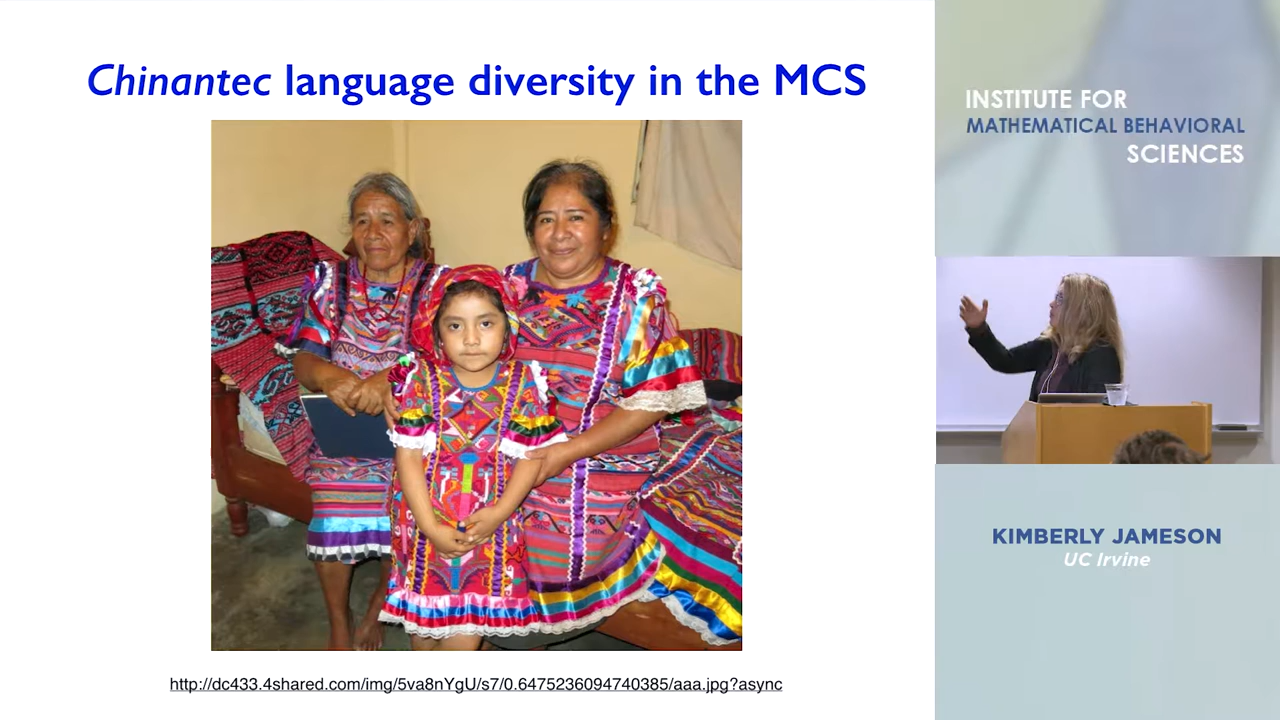 Chinantec language diversity in the MCS
http://dc433.4shared.com/img/5va8nYgU/s7/0.6475236094740385/aaa.jpg?async
INSTITUTE FOR
MATHEMATICAL BEHAVIORAL
SCIENCES
KIMBERLY JAMESON
UC Irvine